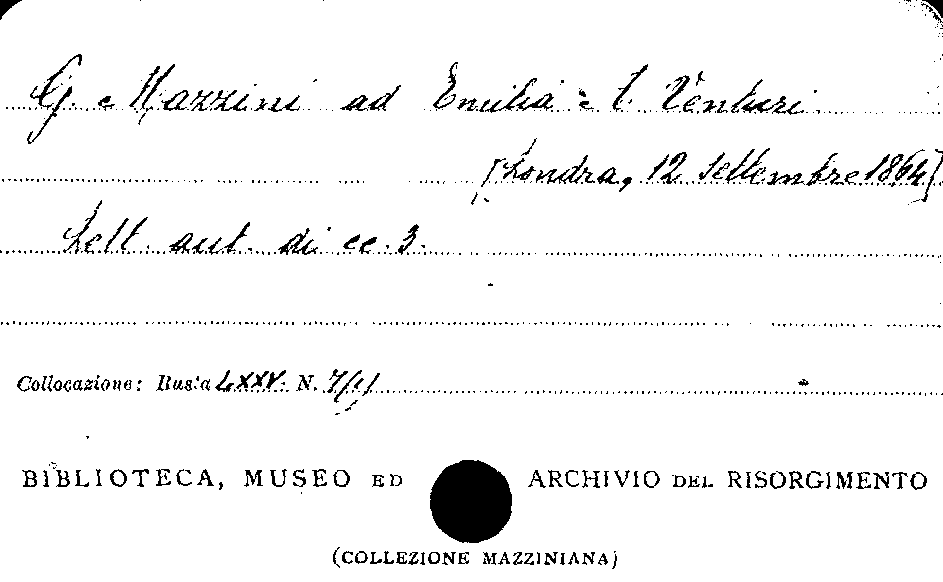 G. Mazzini ad Emilia e C. Venturi.
[Londra, 12 settembre 1864]
Lett. aut. di cc. 3.
Collocazione: Busta LXXV. N. 7/(1)
BIBLIOTECA, MUSEO ED ARCHIVIO DEL RISORGIMENTO
(COLLEZIONE MAZZINIANA)